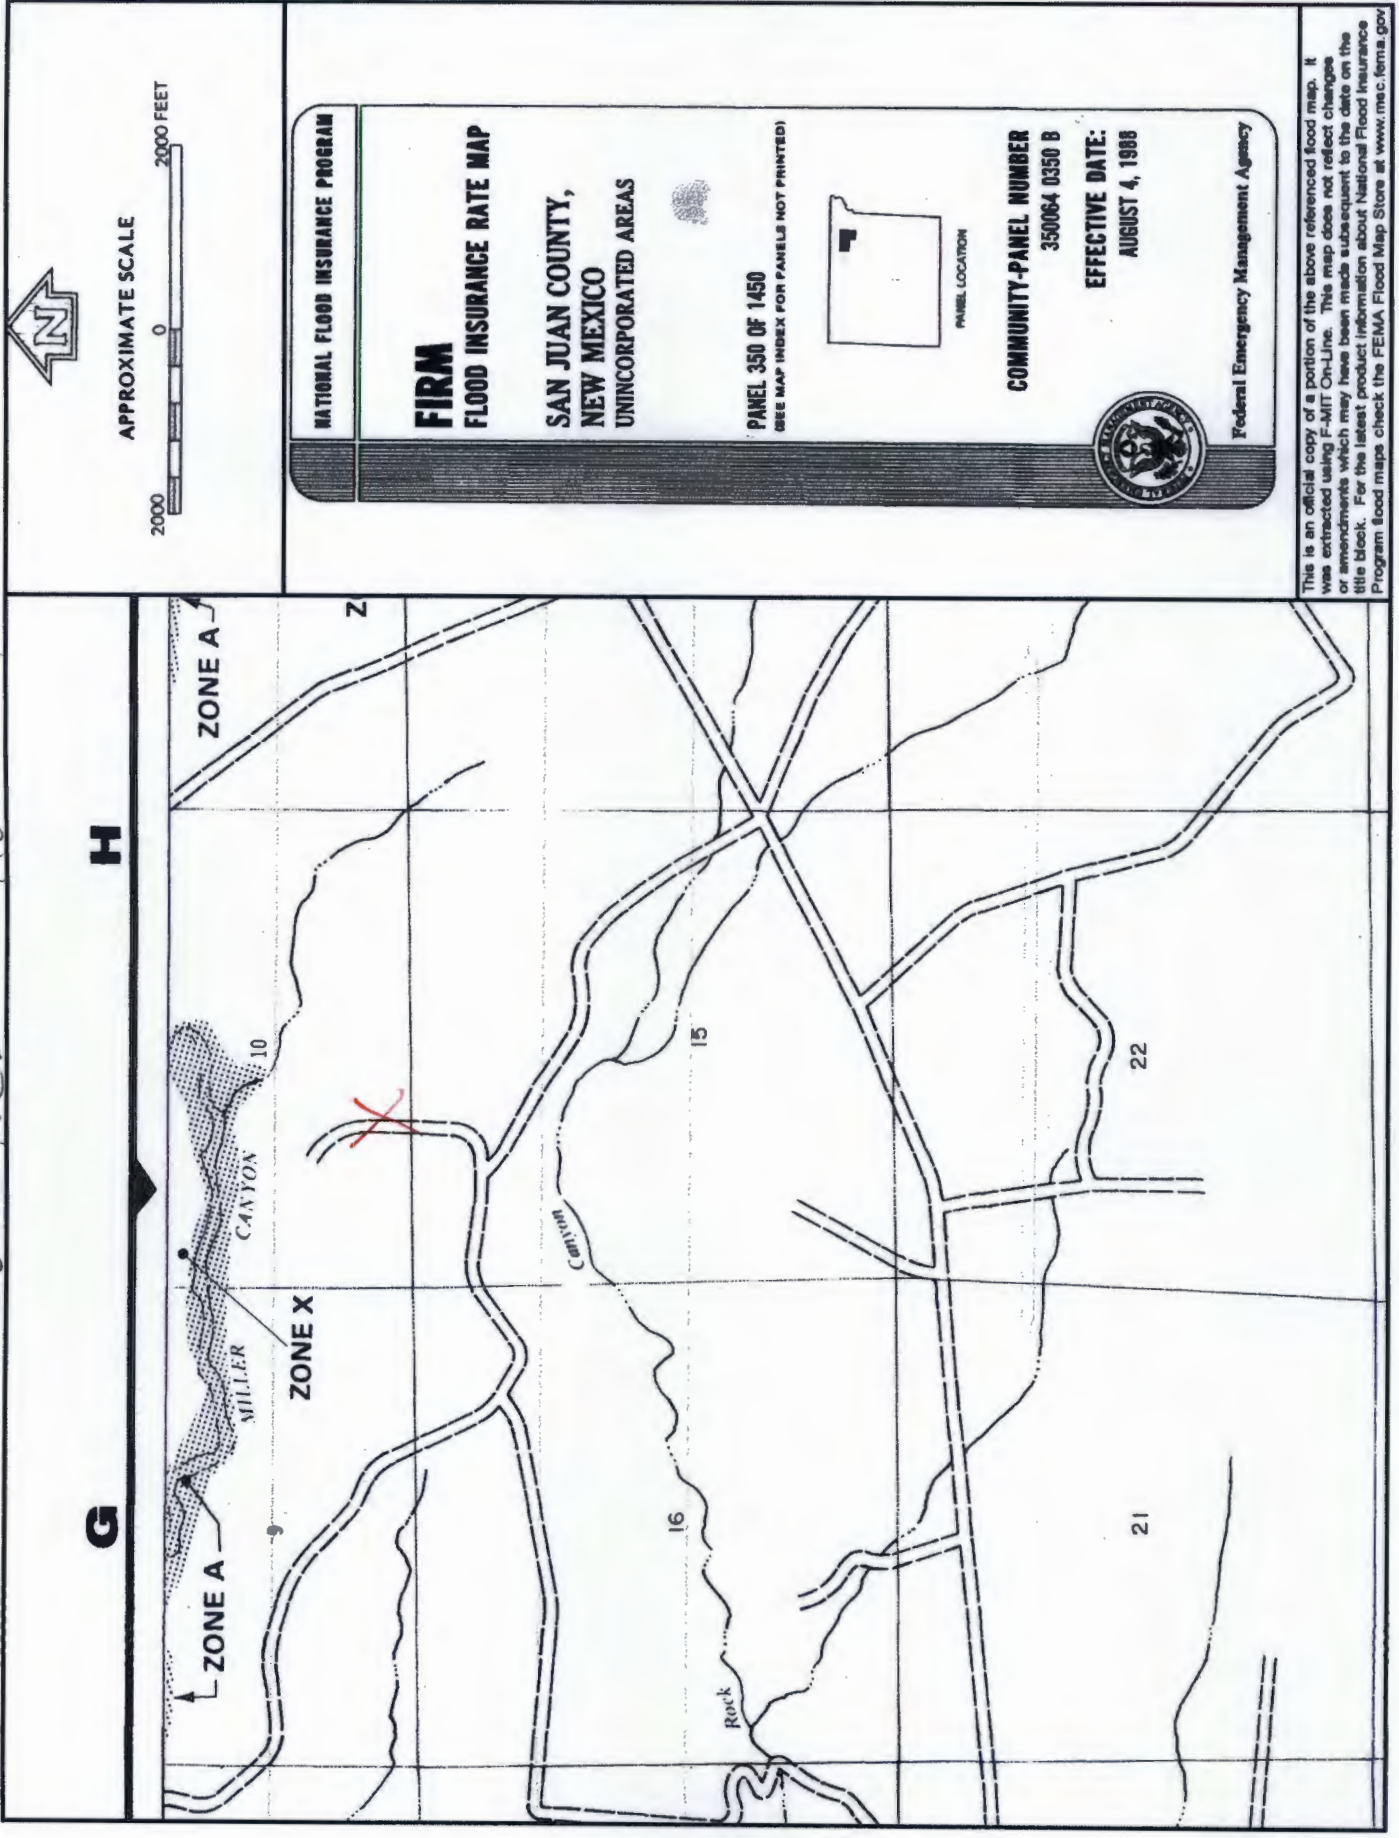 APPROXIMATE SCALE
2000 0 2000 FEET
N
NATIONAL FLOOD INSURANCE PROGRAM
FIRM
FLOOD INSURANCE RATE MAP
SAN JUAN COUNTY,
NEW MEXICO
UNINCORPORATED AREAS
PANEL 350 OF 1450
(SEE MAP INDEX FOR PANELS NOT PRINTED)
PANEL LOCATION
COMMUNITY-PANEL NUMBER
350064 0350 B
EFFECTIVE DATE:
AUGUST 4, 1988
Federal Emergency Management Agency
This is an official copy of a portion of the above referenced flood map. It
was extracted using F-MIT On-Line. This map does not reflect changes
or amendments which may have been made subsequent to the date on the
title block. For the latest product information about National Flood Insurance
Program flood maps check the FEMA Flood Map Store at www.msc.fema.gov
G
H
ZONE A
ZONE X
ZONE A
Z
MILLER
CANYON
9
10
Rock
Canyon
16
15
21
22